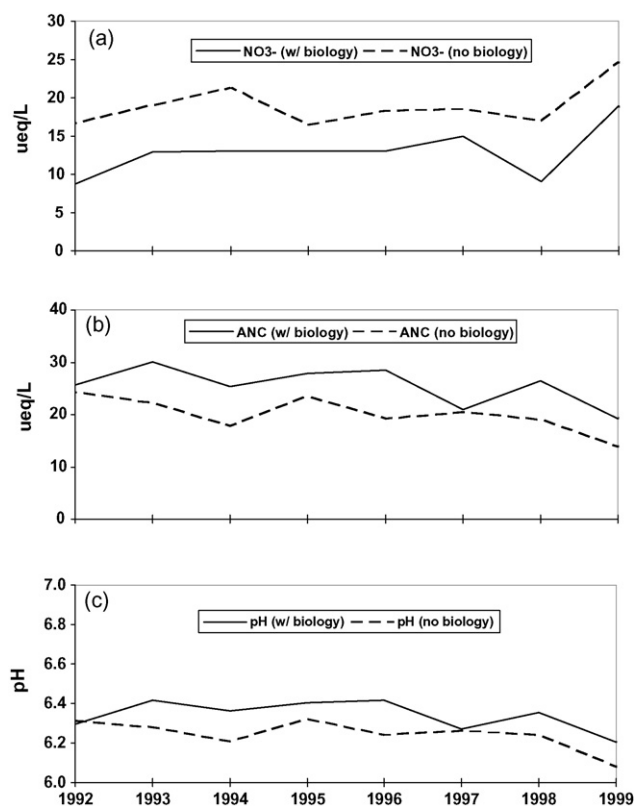 (a)
NO3- (w/ biology) NO3- (no biology)
ueq/L
30
25
20
15
10
5
0
(b)
ANC (w/ biology) ANC (no biology)
ueq/L
40
30
20
10
0
(c)
pH (w/ biology) pH (no biology)
pH
7.0
6.8
6.6
6.4
6.2
6.0
1992 1993 1994 1995 1996 1997 1998 1999